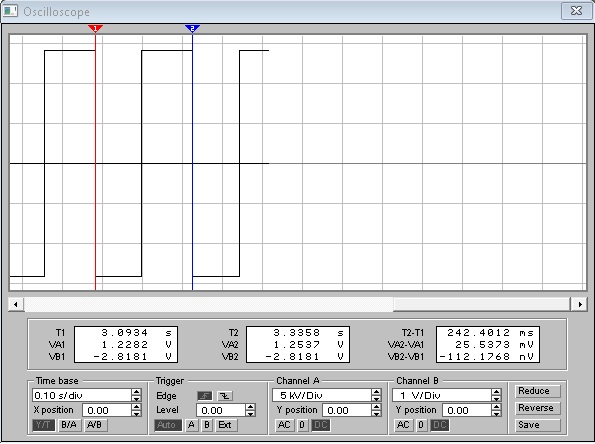 Oscilloscope
1 2
T1 3.0934 s T2 3.3358 s T2-T1 242.4012 ms
VA1 1.2282 V VA2 1.2537 V VA2-VA1 25.5373 mV
VB1 -2.8181 V VB2 -2.8181 V VB2-VB1 -112.1768 nV
Time base Trigger Channel A Channel B
0.10 s/div Edge 5 kV/Div 1 V/Div Reduce
X position 0.00 Level 0.00 Y position 0.00 Y position 0.00 Reverse
Y/T B/A A/B Auto A B Ext AC 0 DC AC 0 DC Save